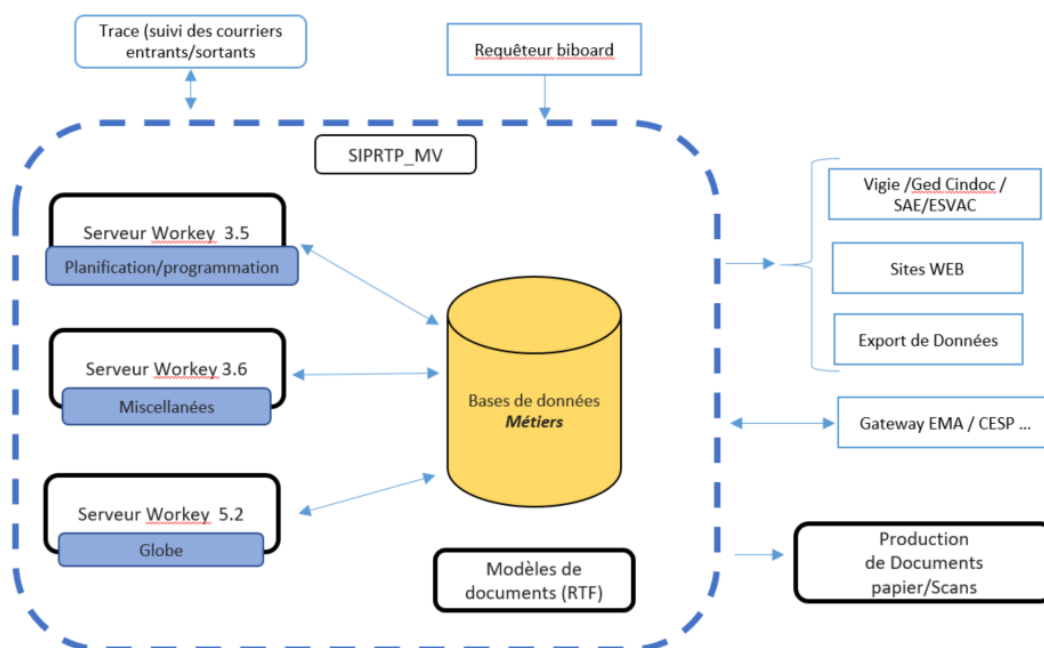 Trace (suivi des courriers
entrants/sortants
Requêteur biboard
SIPRTP_MV
Serveur Workey 3.5
Planification/programmation
Serveur Workey 3.6
Miscellanées
Serveur Workey 5.2
Globe
Bases de données
Métiers
Modèles de
documents (RTF)
Vigie /Ged Cindoc /
SAE/ESVAC
Sites WEB
Export de Données
Gateway EMA / CESP ...
Production
de Documents
papier/Scans